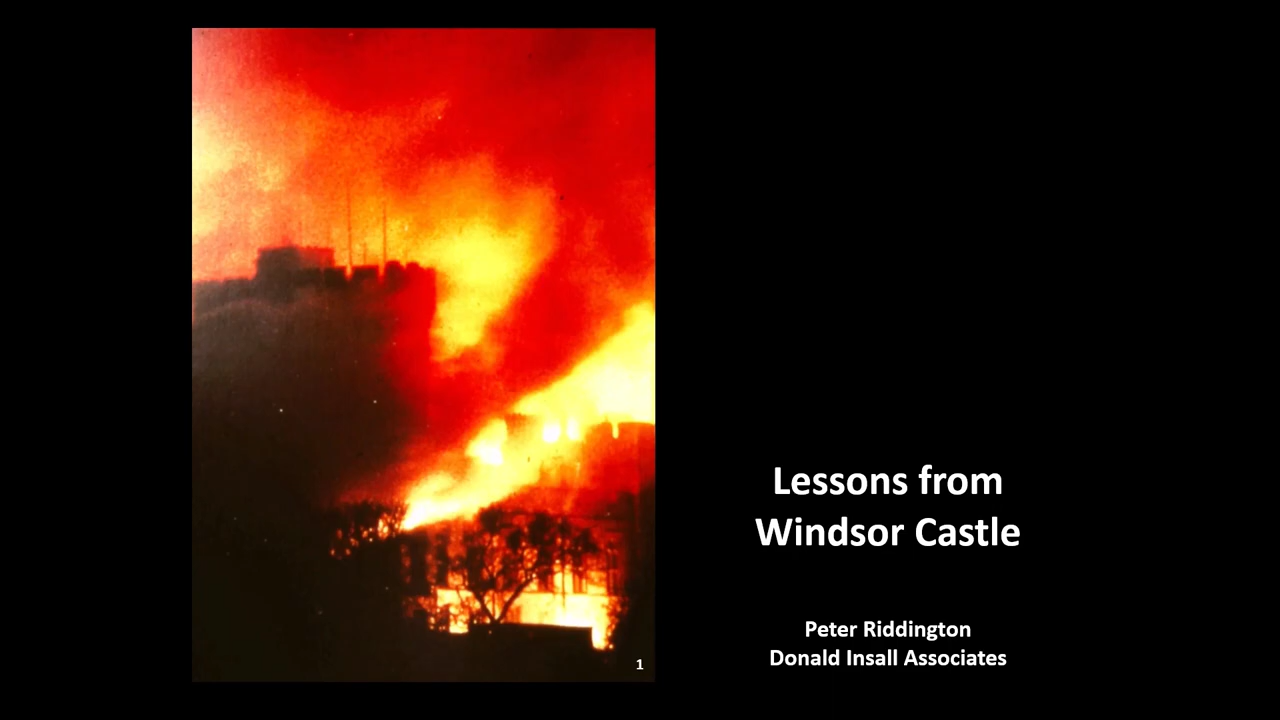 Lessons from
Windsor Castle
Peter Riddington
Donald Insall Associates
1